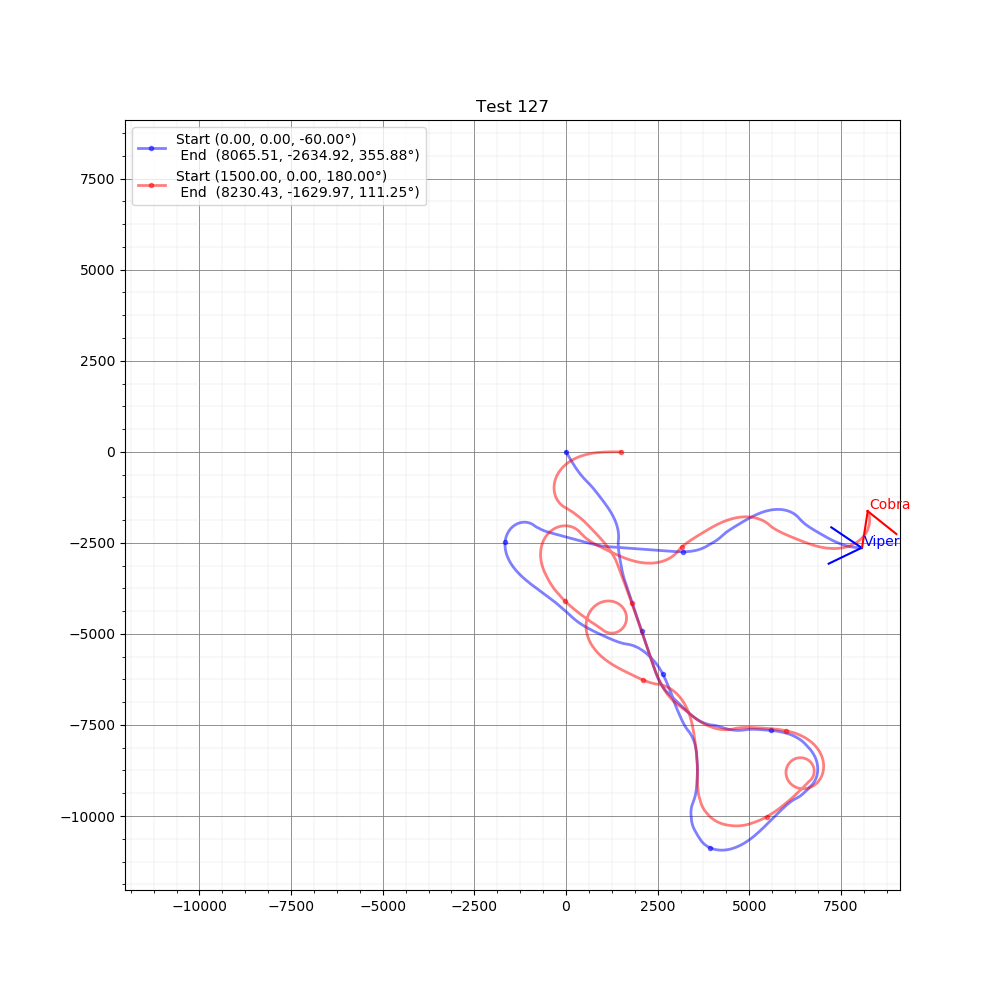 Test 127
Start (0.00, 0.00, -60.00°)
End  (8065.51, -2634.92, 355.88°)
Start (1500.00, 0.00, 180.00°)
End  (8230.43, -1629.97, 111.25°)
7500
5000
2500
0
−2500
−5000
−7500
−10000
Cobra
Viper
−10000
−7500
−5000
−2500
0
2500
5000
7500